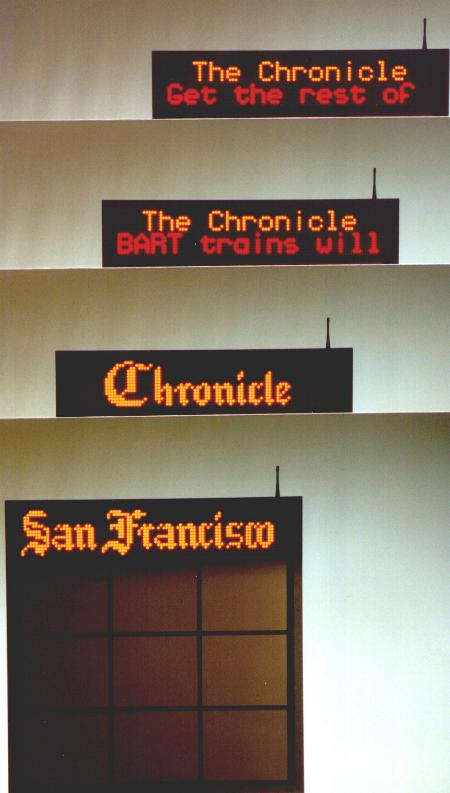 The Chronicle
Get the rest of
The Chronicle
BART trains will
Chronicle
San Francisco